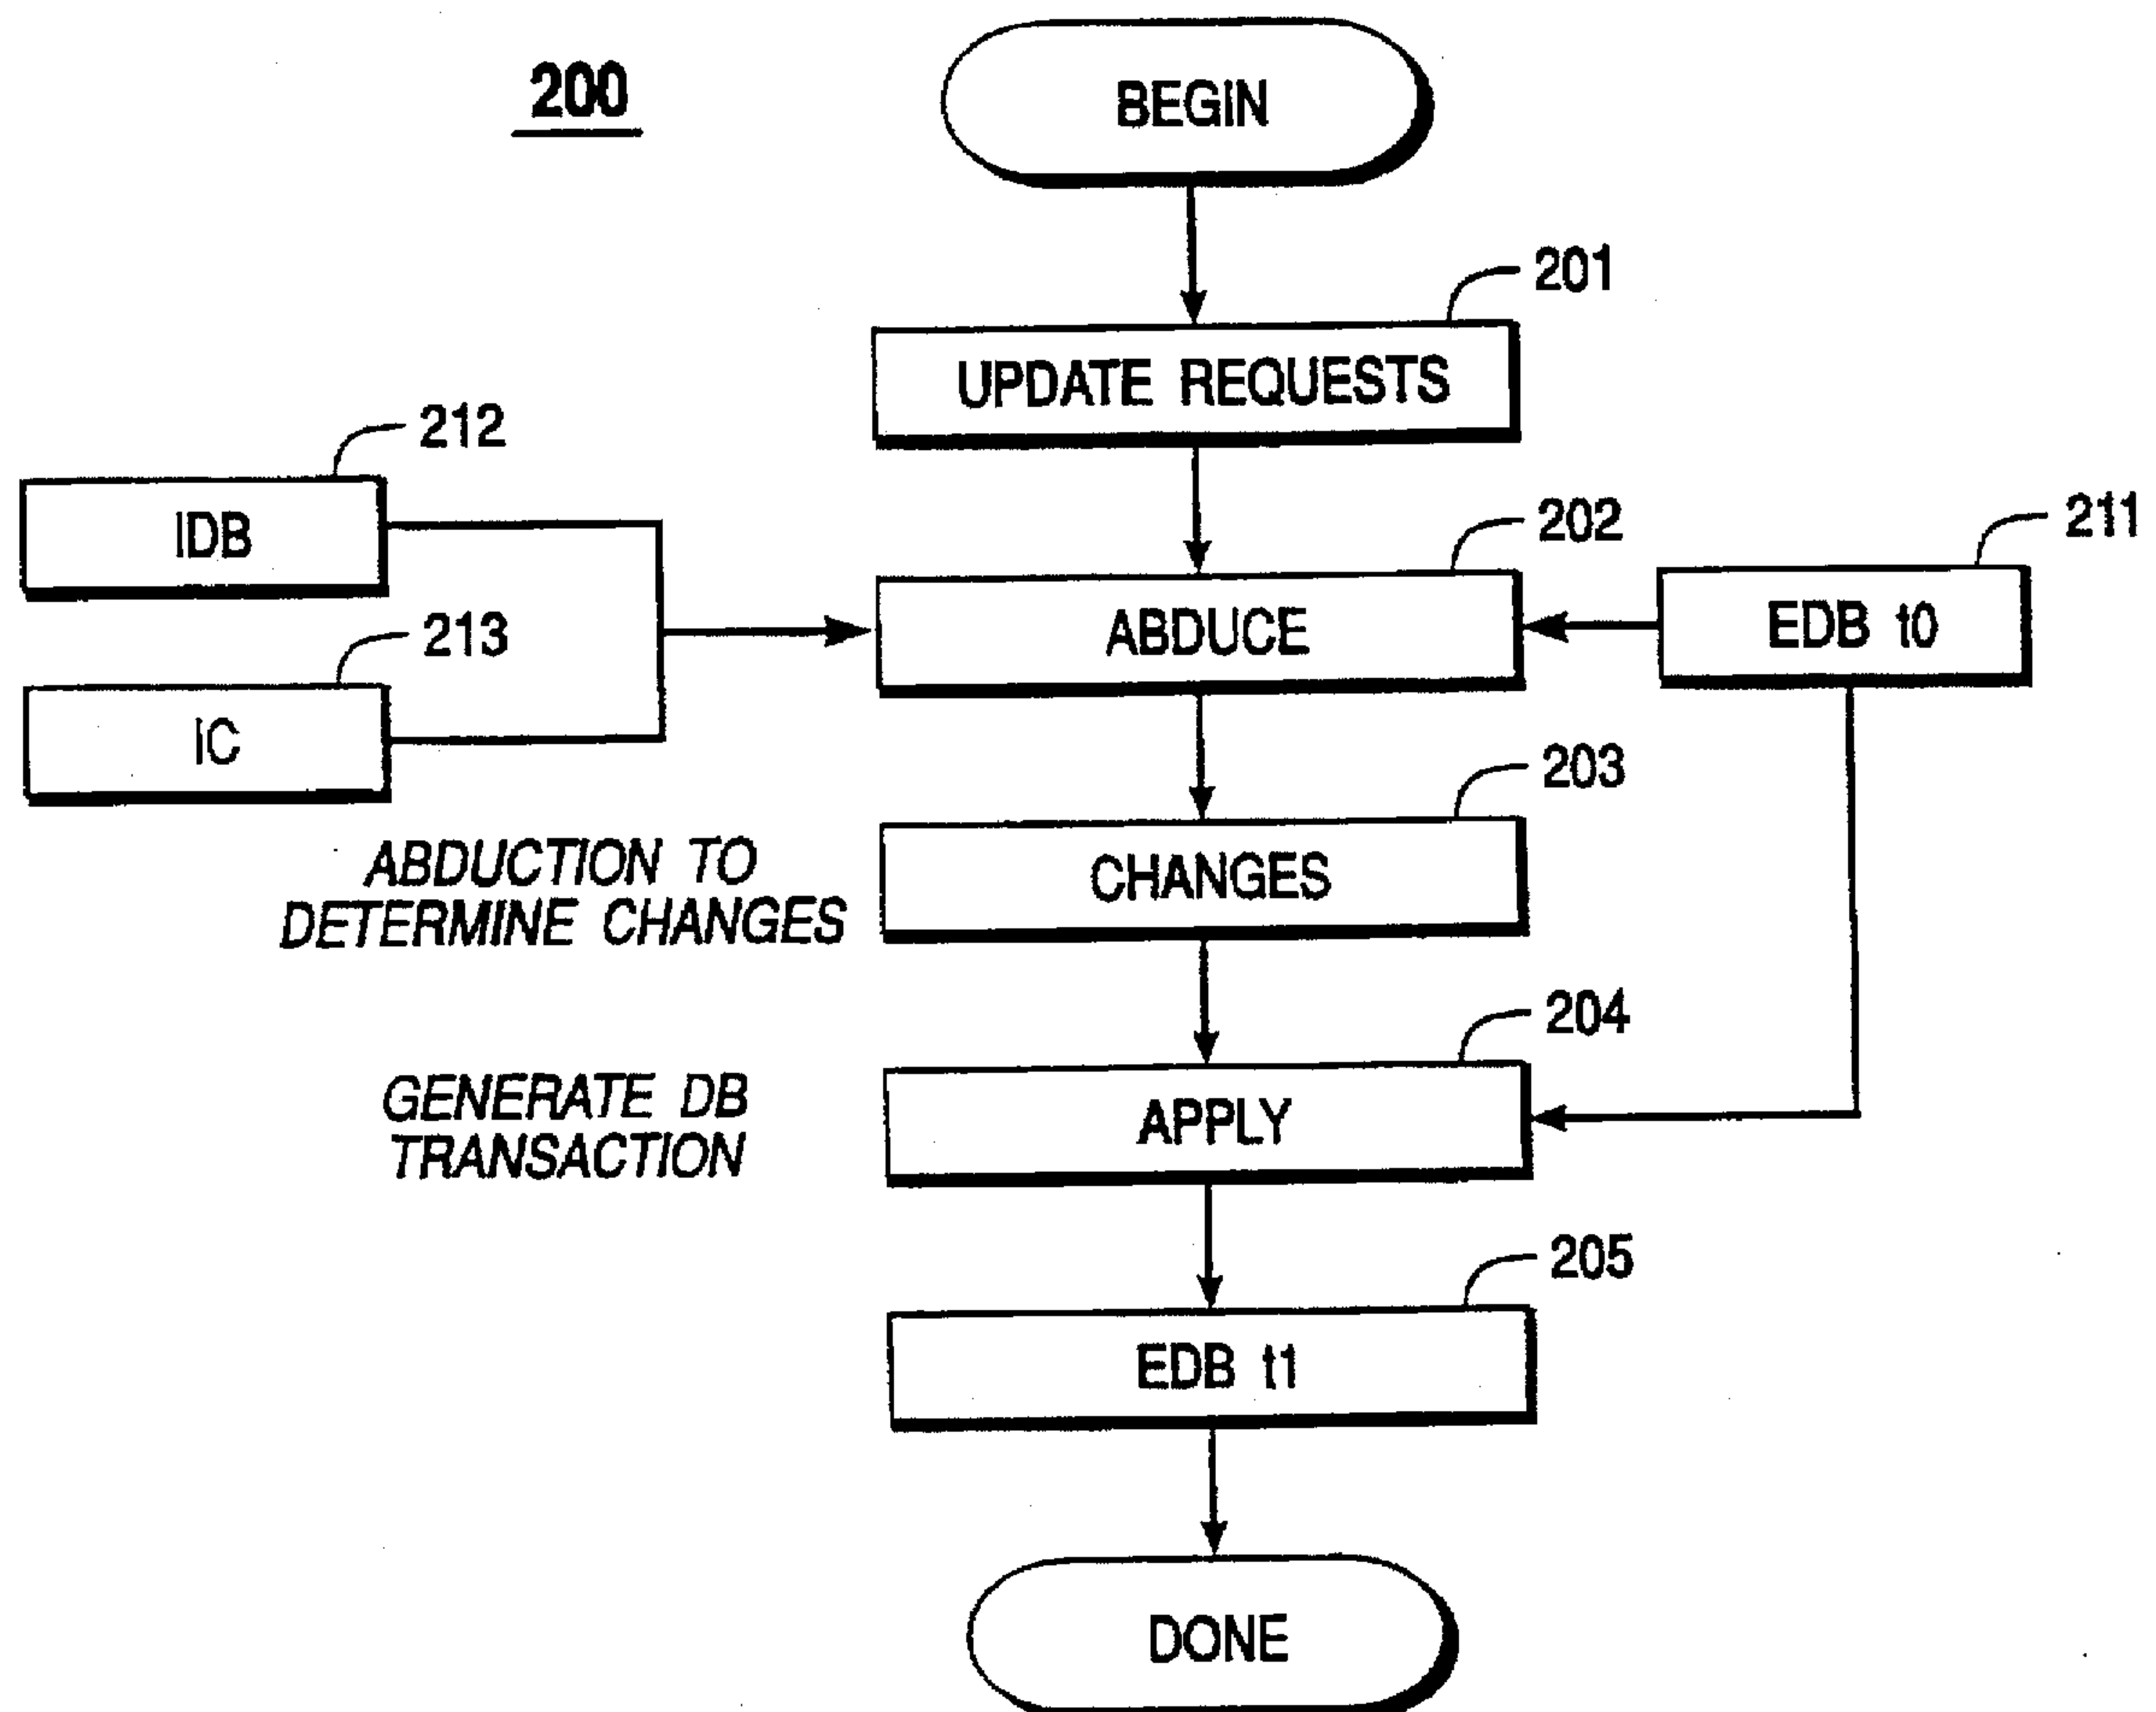 200
BEGIN
201
UPDATE REQUESTS
212
IDB
202
211
ABDUCE
EDB t0
213
IC
203
ABDUCTION TO
DETERMINE CHANGES
CHANGES
204
GENERATE DB
TRANSACTION
APPLY
205
EDB t1
DONE